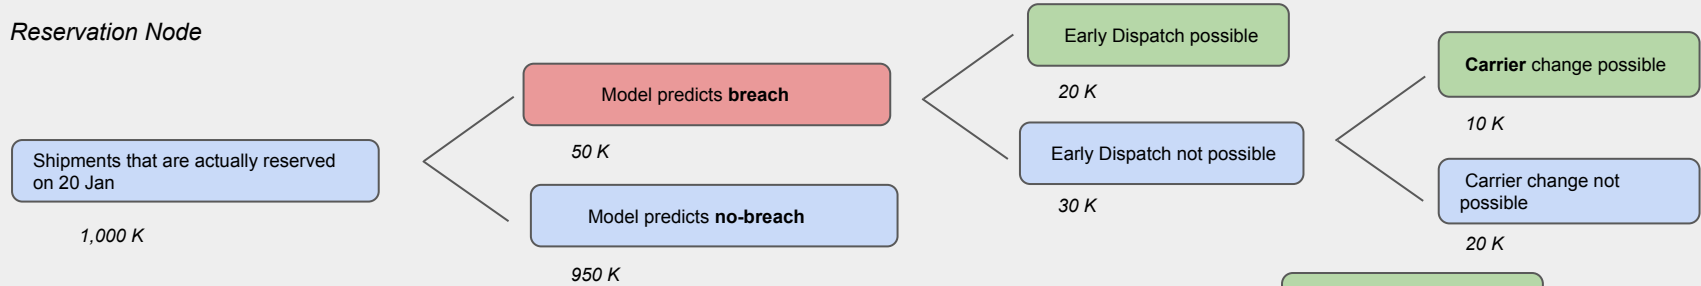 Reservation Node
Shipments that are actually reserved
on 20 Jan
1,000 K
Model predicts breach
50 K
Model predicts no-breach
950 K
Early Dispatch possible
20 K
Early Dispatch not possible
30 K
Carrier change possible
10 K
Carrier change not
possible
20 K